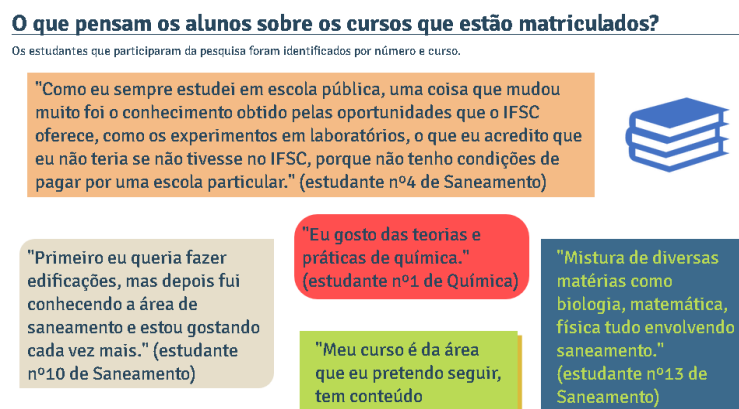 O que pensam os alunos sobre os cursos que estão matriculados?
Os estudantes que participaram da pesquisa foram identificados por número e curso.
"Como eu sempre estudei em escola pública, uma coisa que mudou
muito foi o conhecimento obtido pelas oportunidades que o IFSC
oferece, como os experimentos em laboratórios, o que eu acredito que
eu não teria se não tivesse no IFSC, porque não tenho condições de
pagar por uma escola particular." (estudante nº4 de Saneamento)
"Primeiro eu queria fazer
edificações, mas depois fui
conhecendo a área de
saneamento e estou gostando
cada vez mais." (estudante
nº10 de Saneamento)
"Eu gosto das teorias e
práticas de química."
(estudante nº1 de Química)
"Meu curso é da área
que eu pretendo seguir,
tem conteúdo
"Mistura de diversas
matérias como
biologia, matemática,
física tudo envolvendo
saneamento."
(estudante nº13 de
Saneamento)